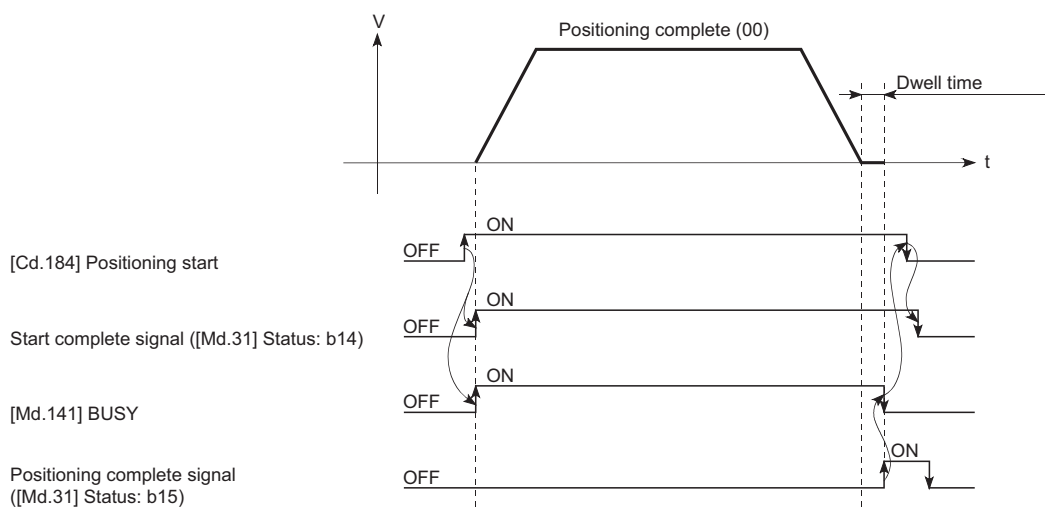 V
Positioning complete (00)
Dwell time
t
ON
OFF
[Cd.184] Positioning start
ON
OFF
Start complete signal ([Md.31] Status: b14)
ON
OFF
[Md.141] BUSY
ON
OFF
Positioning complete signal
([Md.31] Status: b15)